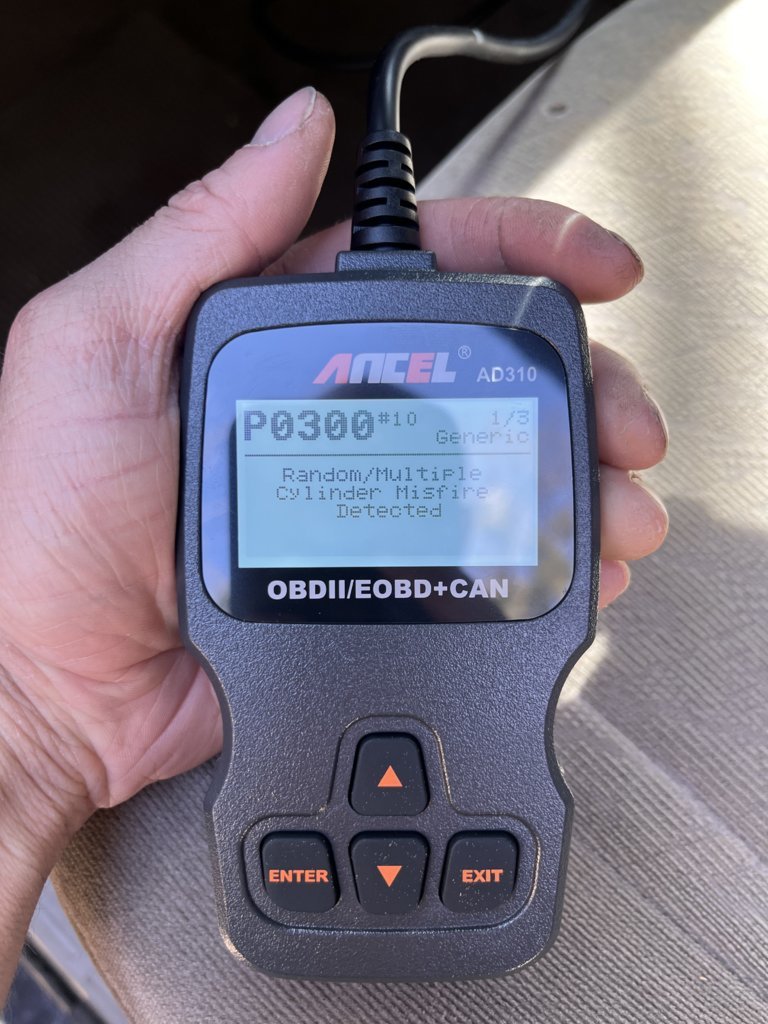 ANCEL®
AD310
P0300 #10 1/3
Generic
Random/Multiple
Cylinder Misfire
Detected
OBDII/EOBD+CAN
ENTER
EXIT